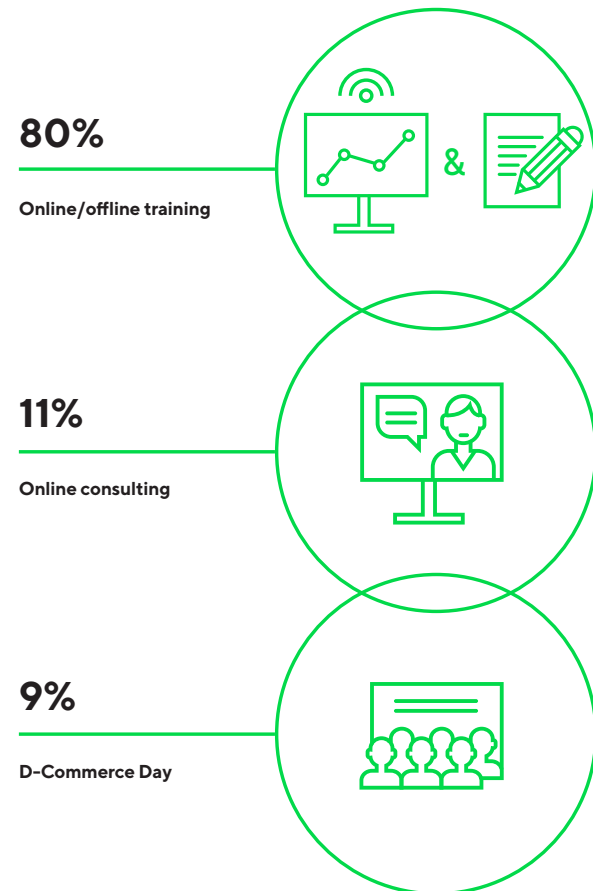 80%
Online/offline training
&
11%
Online consulting
9%
D-Commerce Day